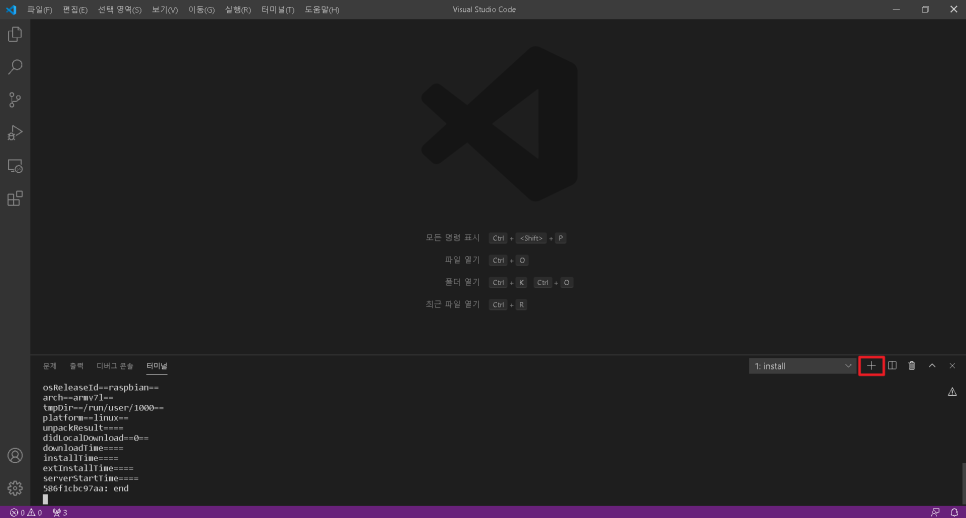 파일(F) 편집(E) 선택 영역(S) 보기(V) 이동(G) 실행(R) 터미널(T) 도움말(H) Visual Studio Code
모든 명령 표시 Ctrl + <Shift> + P
파일 열기 Ctrl + O
폴더 열기 Ctrl + K Ctrl + O
최근 파일 열기 Ctrl + R
문제 출력 디버그 콘솔 터미널 1: install
osReleaseId==raspbian==
arch==armv7l==
tmpDir==/run/user/1000==
platform==linux==
unpackResult====
didLocalDownload==0==
downloadTime====
installTime====
extInstallTime====
serverStartTime====
586f1cbc97aa: end
0 0 3